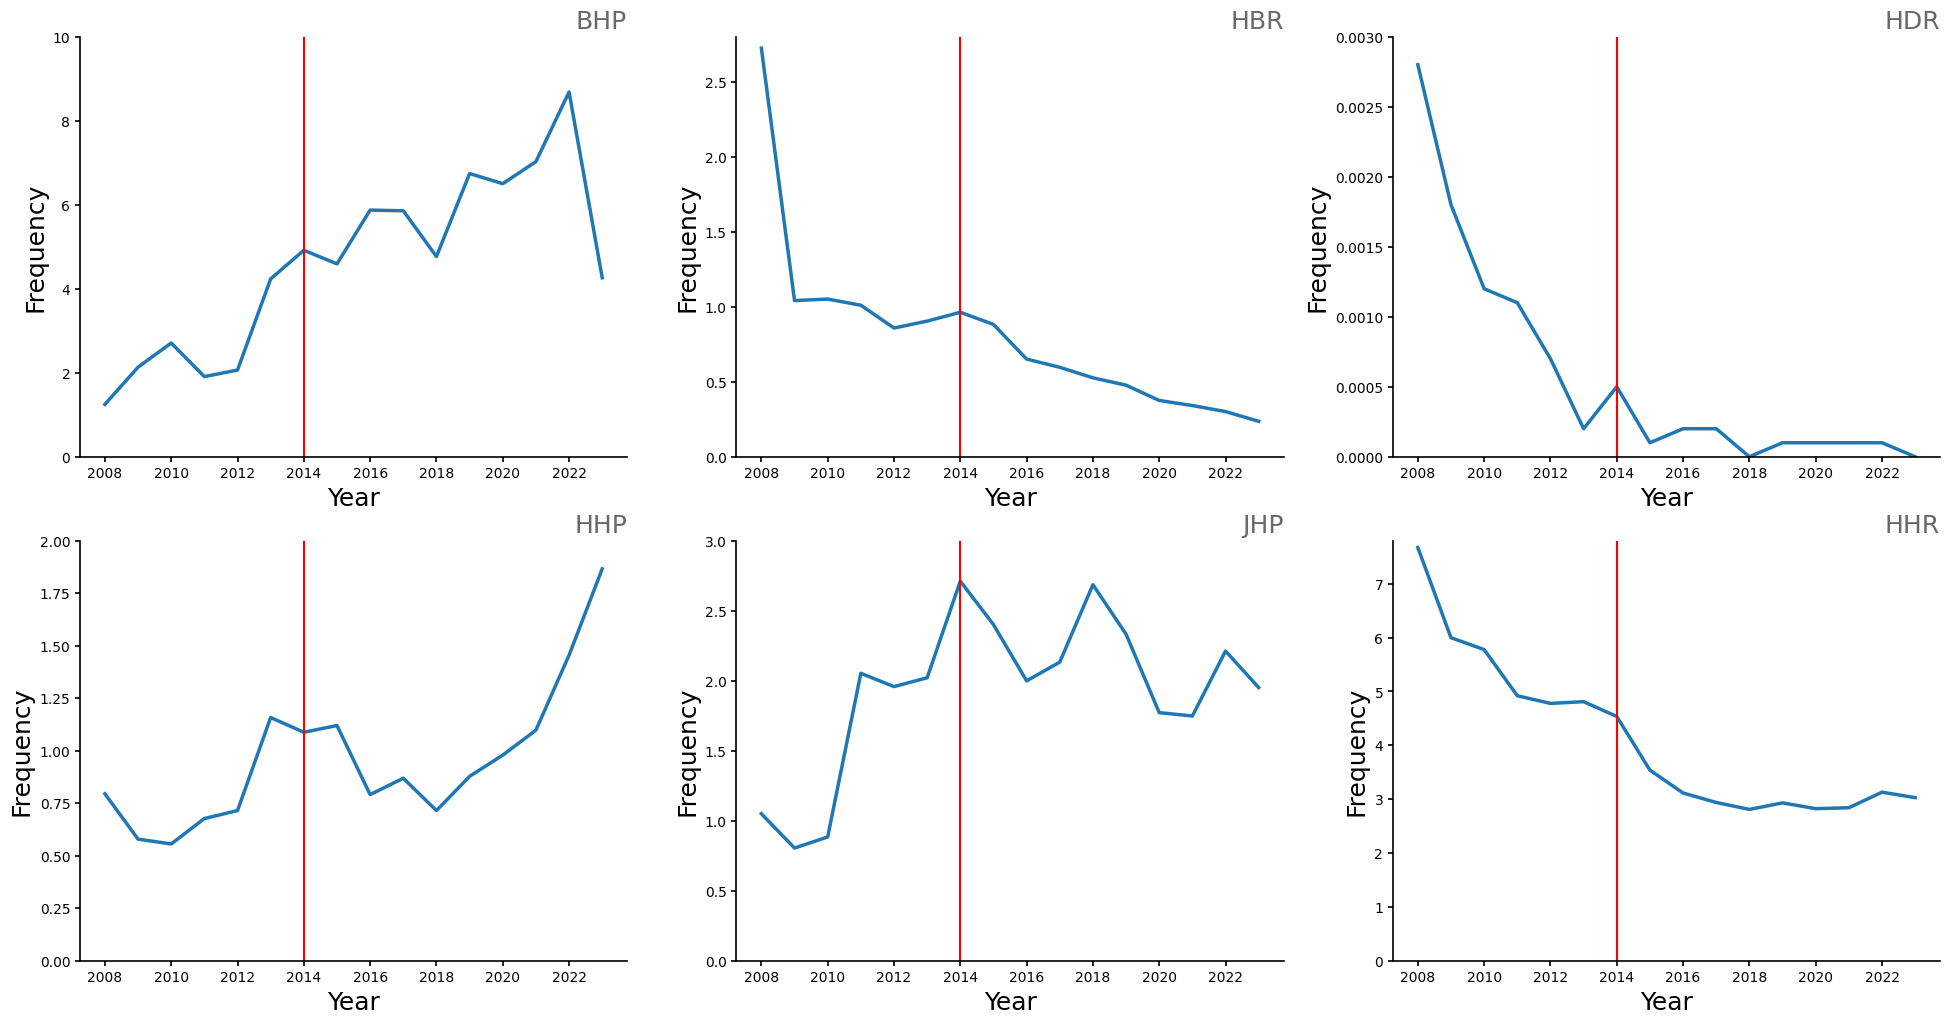 BHP
10
8
6
4
2
0
Frequency
2008 2010 2012 2014 2016 2018 2020 2022
Year
HBR
2.5
2.0
1.5
1.0
0.5
0.0
Frequency
2008 2010 2012 2014 2016 2018 2020 2022
Year
HDR
0.0030
0.0025
0.0020
0.0015
0.0010
0.0005
0.0000
Frequency
2008 2010 2012 2014 2016 2018 2020 2022
Year
HHP
2.00
1.75
1.50
1.25
1.00
0.75
0.50
0.25
0.00
Frequency
2008 2010 2012 2014 2016 2018 2020 2022
Year
JHP
3.0
2.5
2.0
1.5
1.0
0.5
0.0
Frequency
2008 2010 2012 2014 2016 2018 2020 2022
Year
HHR
7
6
5
4
3
2
1
0
Frequency
2008 2010 2012 2014 2016 2018 2020 2022
Year